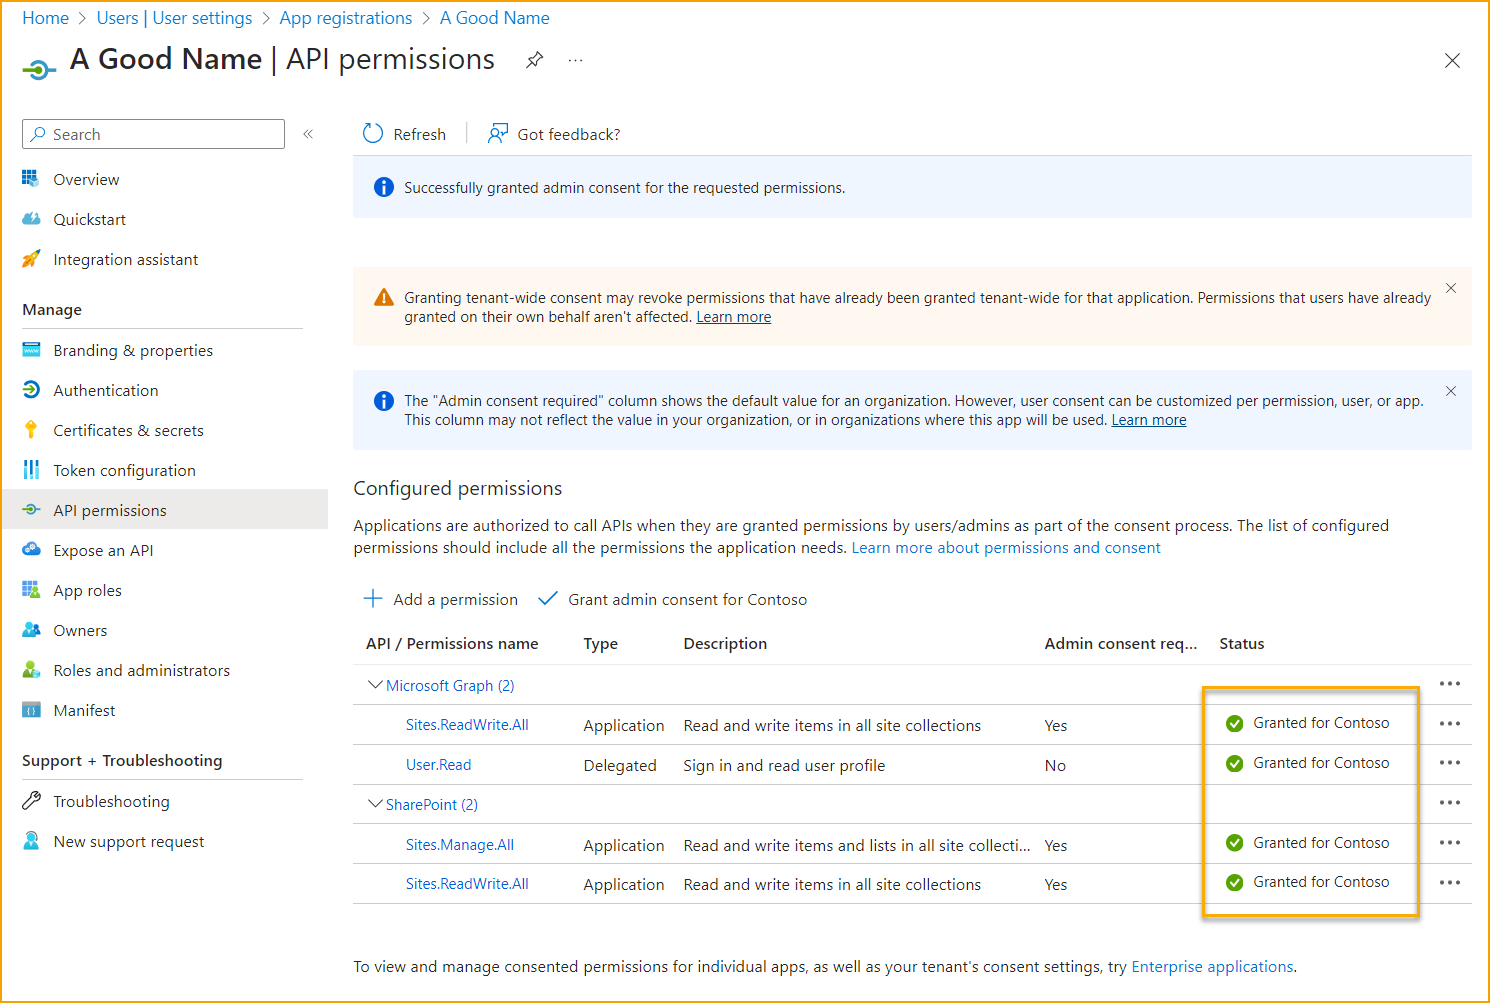 Home > Users | User settings > App registrations > A Good Name
A Good Name | API permissions ...
Search «
Overview
Quickstart
Integration assistant
Manage
Branding & properties
Authentication
Certificates & secrets
Token configuration
API permissions
Expose an API
App roles
Owners
Roles and administrators
Manifest
Support + Troubleshooting
Troubleshooting
New support request
Refresh | Got feedback?
Successfully granted admin consent for the requested permissions.
Granting tenant-wide consent may revoke permissions that have already been granted tenant-wide for that application. Permissions that users have already
granted on their own behalf aren't affected. Learn more
The "Admin consent required" column shows the default value for an organization. However, user consent can be customized per permission, user, or app.
This column may not reflect the value in your organization, or in organizations where this app will be used. Learn more
Configured permissions
Applications are authorized to call APIs when they are granted permissions by users/admins as part of the consent process. The list of configured
permissions should include all the permissions the application needs. Learn more about permissions and consent
Add a permission Grant admin consent for Contoso
API / Permissions name Type Description Admin consent req... Status
Microsoft Graph (2) ...
Sites.ReadWrite.All Application Read and write items in all site collections Yes Granted for Contoso ...
User.Read Delegated Sign in and read user profile No Granted for Contoso ...
SharePoint (2) ...
Sites.Manage.All Application Read and write items and lists in all site collecti... Yes Granted for Contoso ...
Sites.ReadWrite.All Application Read and write items in all site collections Yes Granted for Contoso ...
To view and manage consented permissions for individual apps, as well as your tenant's consent settings, try Enterprise applications.